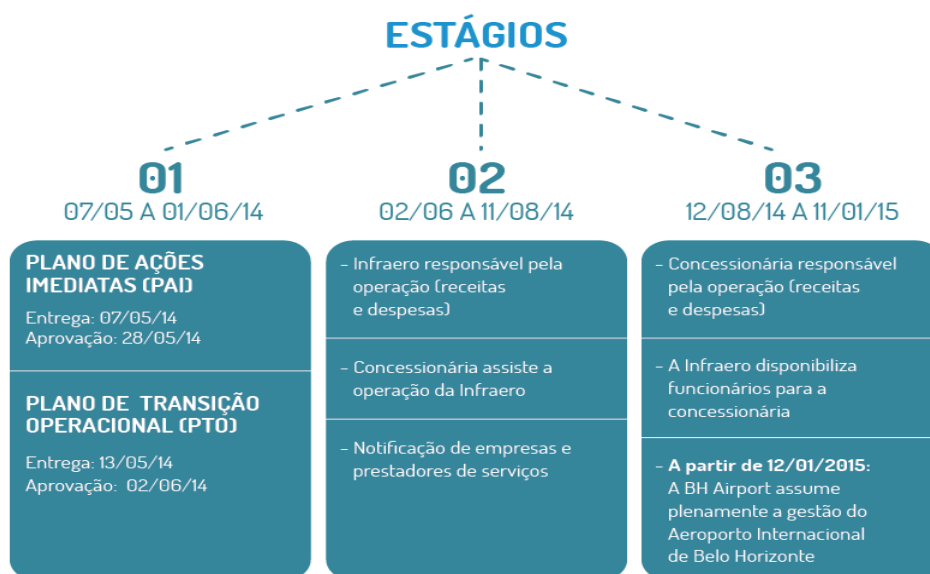 ESTÁGIOS
01
07/05 A 01/06/14
PLANO DE AÇÕES
IMEDIATAS (PAI)
Entrega: 07/05/14
Aprovação: 28/05/14
PLANO DE TRANSIÇÃO
OPERACIONAL (PTO)
Entrega: 13/05/14
Aprovação: 02/06/14
02
02/06 A 11/08/14
- Infraero responsável pela
operação (receitas
e despesas)
- Concessionária assiste a
operação da Infraero
- Notificação de empresas e
prestadores de serviços
03
12/08/14 A 11/01/15
- Concessionária responsável
pela operação (receitas
e despesas)
- A Infraero disponibiliza
funcionários para a
concessionária
- A partir de 12/01/2015:
A BH Airport assume
plenamente a gestão do
Aeroporto Internacional
de Belo Horizonte